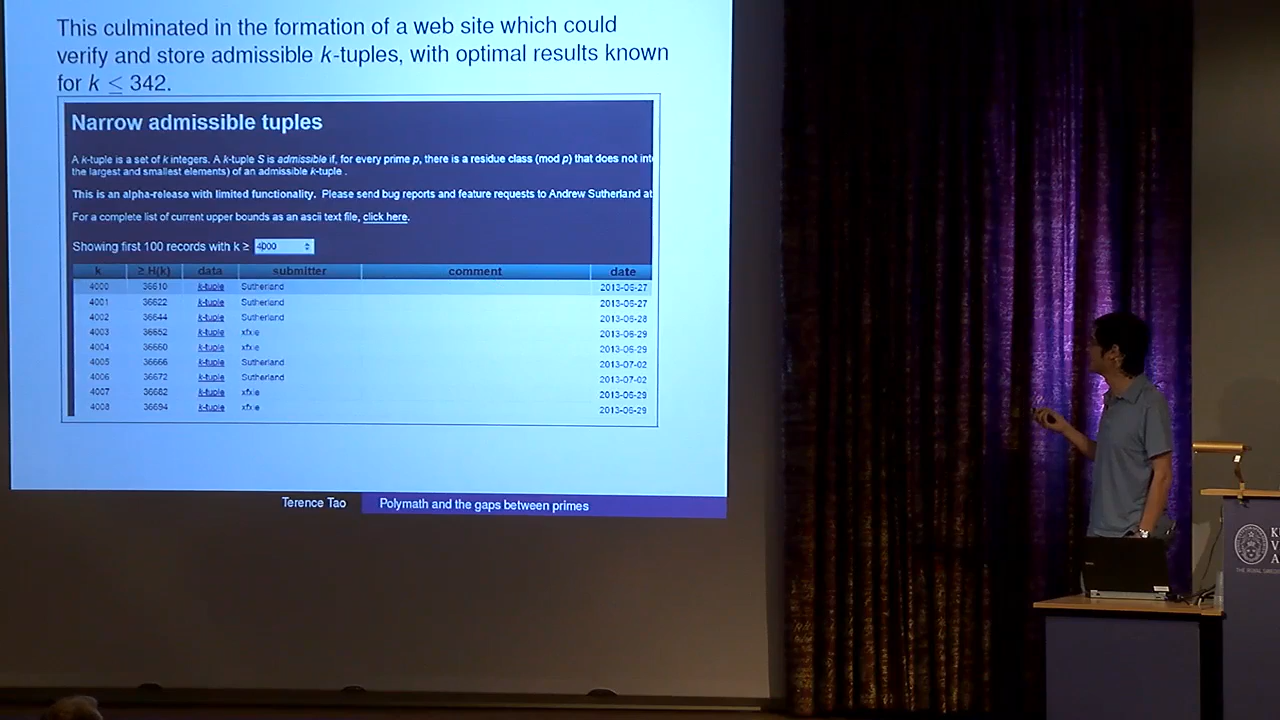 This culminated in the formation of a web site which could
verify and store admissible k-tuples, with optimal results known
for k ≤ 342.
Narrow admissible tuples
A k-tuple is a set of k integers. A k-tuple S is admissible if, for every prime p, there is a residue class (mod p) that does not
the largest and smallest elements) of an admissible k-tuple .
This is an alpha-release with limited functionality. Please send bug reports and feature requests to Andrew Sutherland at
For a complete list of current upper bounds as an ascii text file, click here.
Showing first 100 records with k ≥ 4000
k ≥ H(k) data submitter comment date
4000 36610 k-tuple Sutherland 2013-06-27
4001 36622 k-tuple Sutherland 2013-06-27
4002 36644 k-tuple Sutherland 2013-06-28
4003 36652 k-tuple xfxie 2013-06-29
4004 36660 k-tuple xfxie 2013-06-29
4005 36666 k-tuple Sutherland 2013-07-02
4006 36672 k-tuple Sutherland 2013-07-02
4007 36682 k-tuple xfxie 2013-06-29
4008 36694 k-tuple xfxie 2013-06-29
Terence Tao Polymath and the gaps between primes